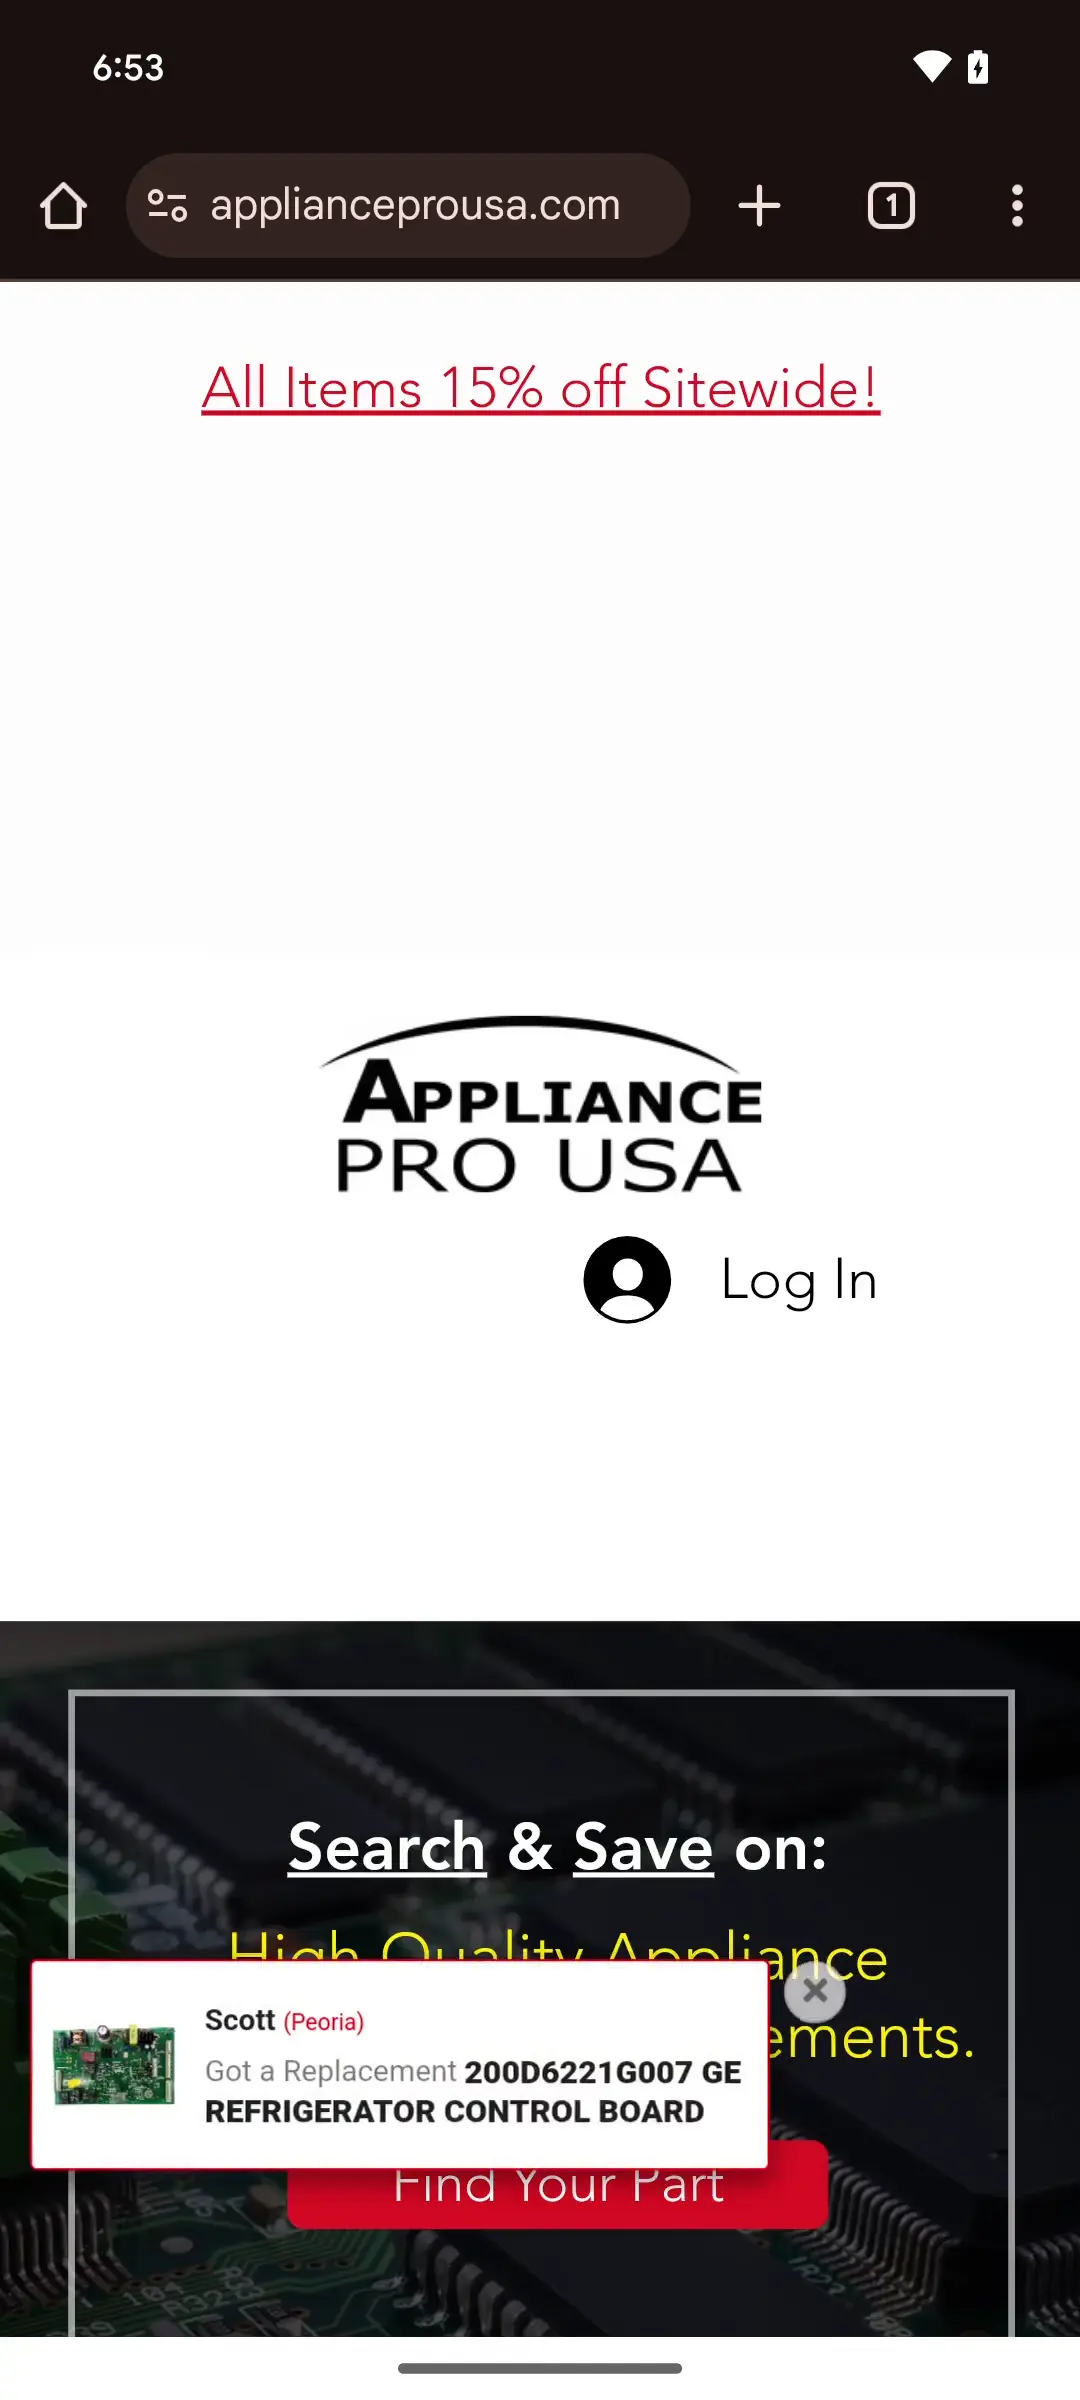 6:53
applianceprousa.com
1
All Items 15% off Sitewide!
APPLIANCE
PRO USA
Log In
Search & Save on:
High Quality Appliance
ements.
Scott (Peoria)
Got a Replacement 200D6221G007 GE
REFRIGERATOR CONTROL BOARD
Find Your Part